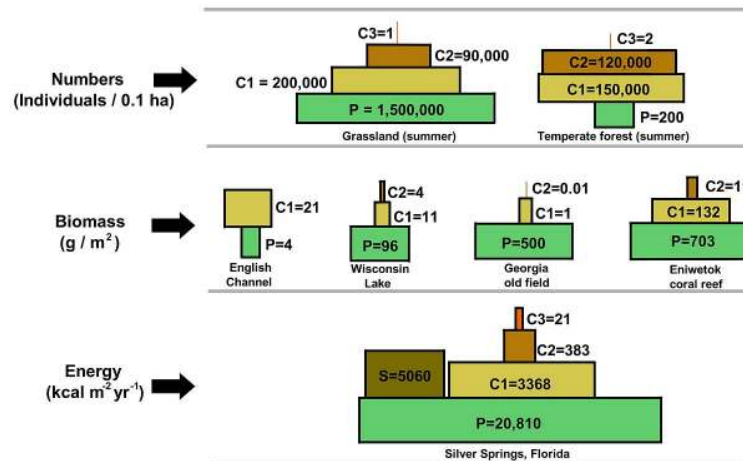 C3=1
C2=90,000
C1 = 200,000
P = 1,500,000
Grassland (summer)
C3=2
C2=120,000
C1=150,000
P=200
Temperate forest (summer)
Numbers
(Individuals / 0.1 ha)
C1=21
P=4
English
Channel
C2=4
C1=11
P=96
Wisconsin
Lake
C2=0.01
C1=1
P=500
Georgia
old field
C1=132
P=703
Eniwetok
coral reef
Biomass
(g / m²)
C3=21
C2=383
S=5060
C1=3368
P=20,810
Silver Springs, Florida
Energy
(kcal m⁻²yr⁻¹)